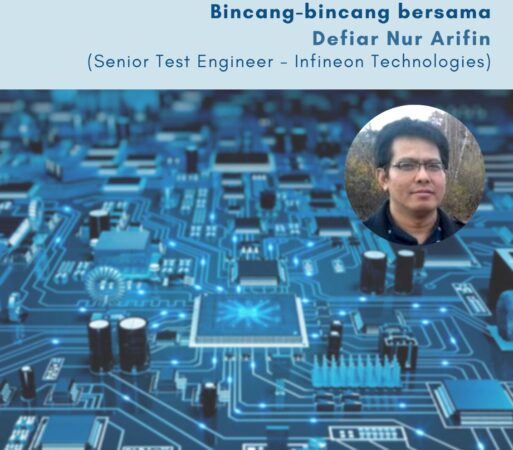 Bincang-bincang bersama
Defiar Nur Arifin
(Senior Test Engineer – Infineon Technologies)